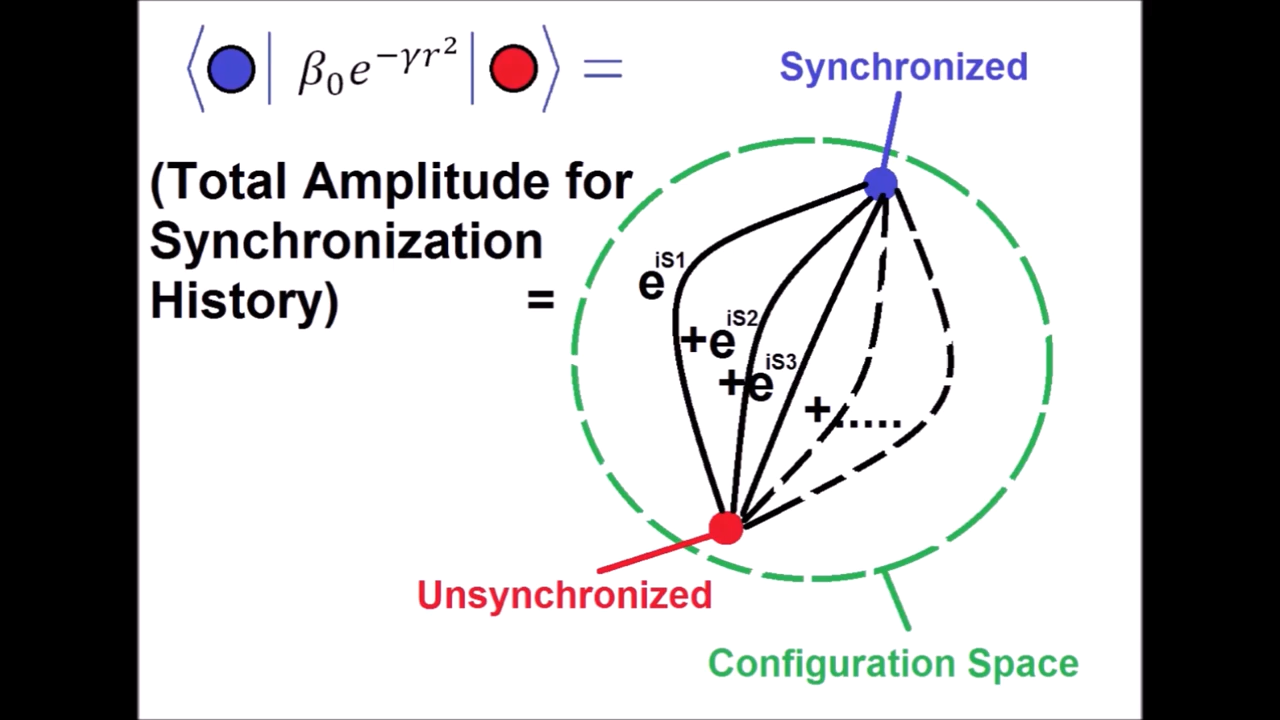 ⟨●| β₀e^{−γr²} |●⟩ =
Synchronized
(Total Amplitude for
Synchronization
History) =
e^{iS1}
+e^{iS2}
+e^{iS3}
+.....
Unsynchronized
Configuration Space